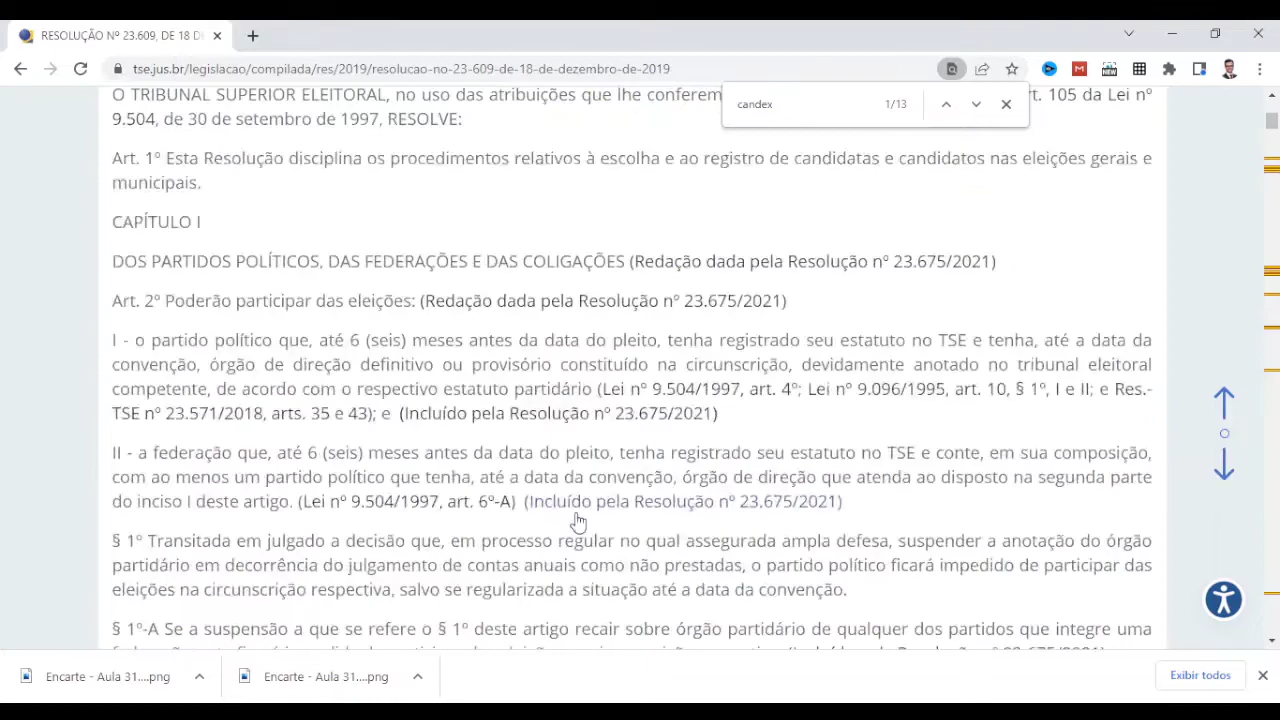 RESOLUÇÃO Nº 23.609, DE 18 D
tse.jus.br/legislacao/compilada/res/2019/resolucao-no-23-609-de-18-de-dezembro-de-2019
candex 1/13
O TRIBUNAL SUPERIOR ELEITORAL, no uso das atribuições que lhe conferem rt. 105 da Lei nº
9.504, de 30 de setembro de 1997, RESOLVE:
Art. 1º Esta Resolução disciplina os procedimentos relativos à escolha e ao registro de candidatas e candidatos nas eleições gerais e
municipais.
CAPÍTULO I
DOS PARTIDOS POLÍTICOS, DAS FEDERAÇÕES E DAS COLIGAÇÕES (Redação dada pela Resolução nº 23.675/2021)
Art. 2º Poderão participar das eleições: (Redação dada pela Resolução nº 23.675/2021)
I - o partido político que, até 6 (seis) meses antes da data do pleito, tenha registrado seu estatuto no TSE e tenha, até a data da
convenção, órgão de direção definitivo ou provisório constituído na circunscrição, devidamente anotado no tribunal eleitoral
competente, de acordo com o respectivo estatuto partidário (Lei nº 9.504/1997, art. 4º; Lei nº 9.096/1995, art. 10, § 1º, I e II; e Res.-
TSE nº 23.571/2018, arts. 35 e 43); e (Incluído pela Resolução nº 23.675/2021)
II - a federação que, até 6 (seis) meses antes da data do pleito, tenha registrado seu estatuto no TSE e conte, em sua composição,
com ao menos um partido político que tenha, até a data da convenção, órgão de direção que atenda ao disposto na segunda parte
do inciso I deste artigo. (Lei nº 9.504/1997, art. 6º-A) (Incluído pela Resolução nº 23.675/2021)
§ 1º Transitada em julgado a decisão que, em processo regular no qual assegurada ampla defesa, suspender a anotação do órgão
partidário em decorrência do julgamento de contas anuais como não prestadas, o partido político ficará impedido de participar das
eleições na circunscrição respectiva, salvo se regularizada a situação até a data da convenção.
§ 1º-A Se a suspensão a que se refere o § 1º deste artigo recair sobre órgão partidário de qualquer dos partidos que integre uma
Encarte - Aula 31....png
Encarte - Aula 31....png
Exibir todos